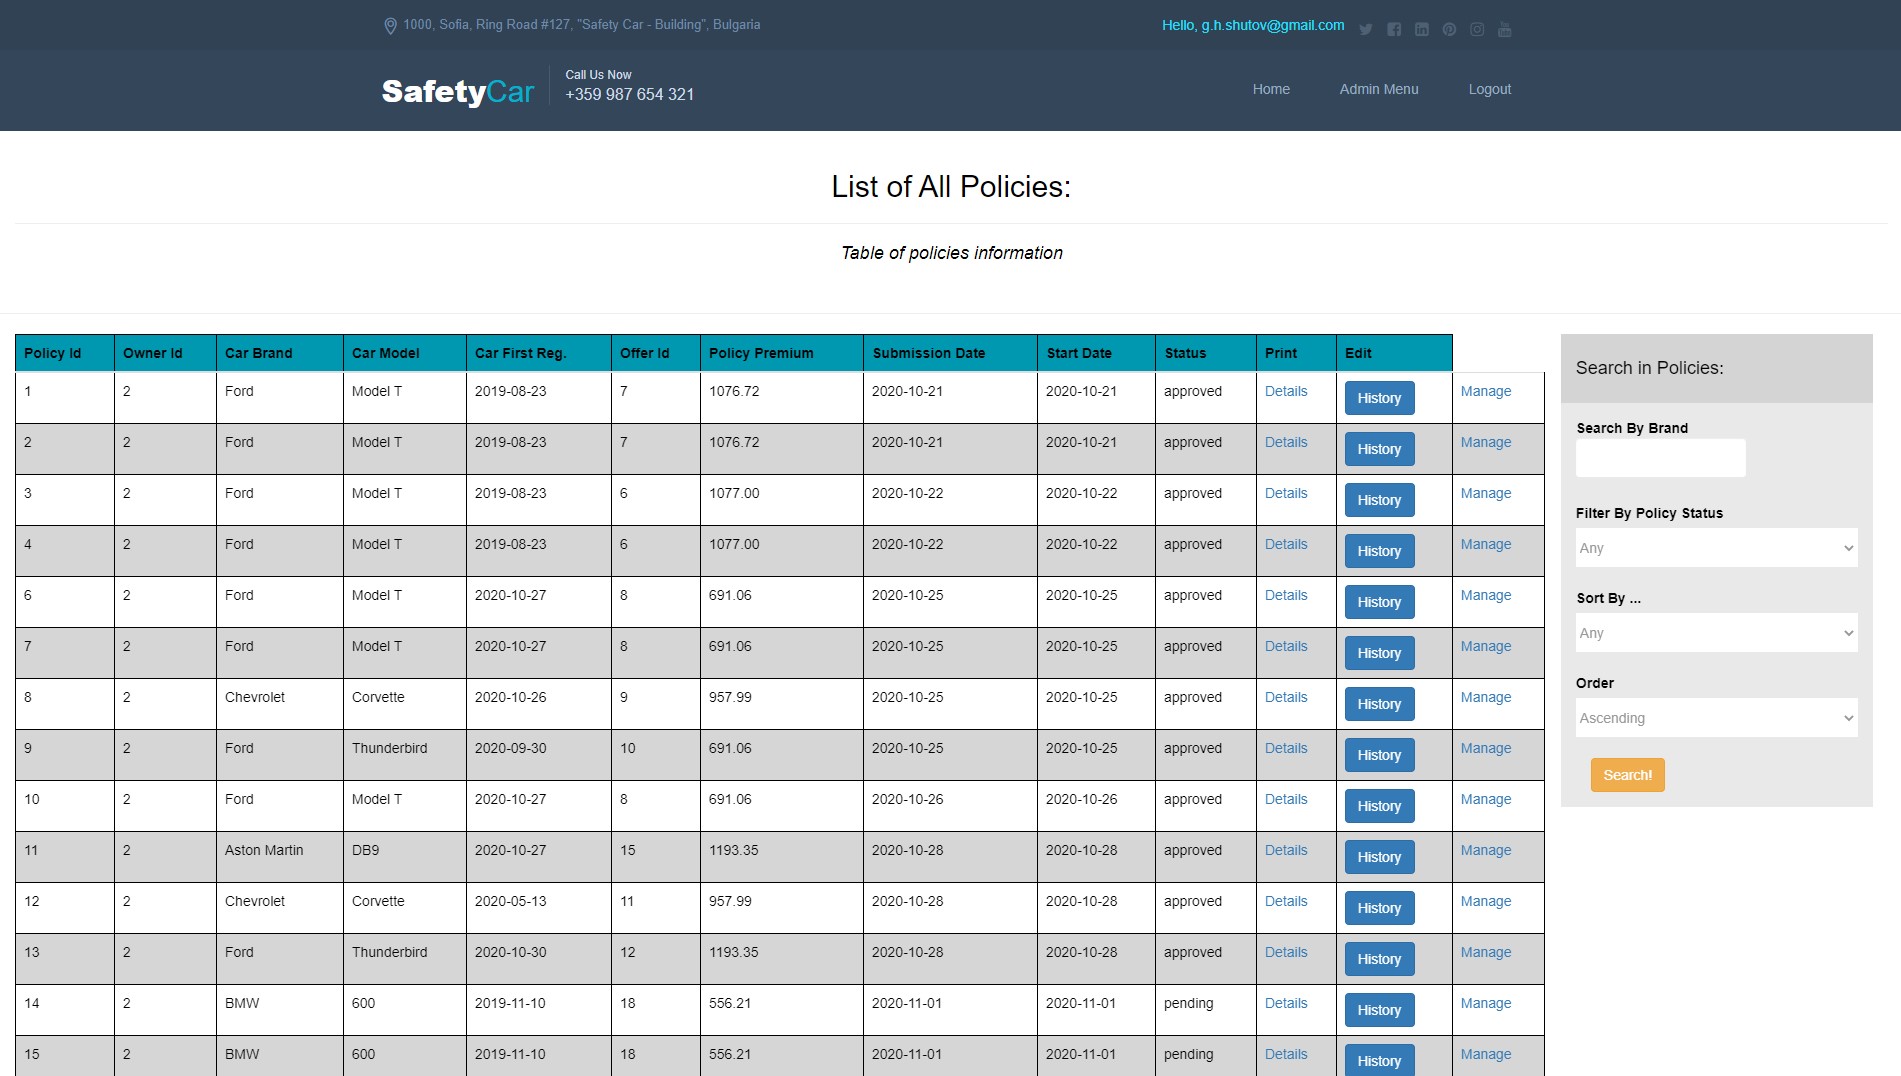 1000, Sofia, Ring Road #127, "Safety Car - Building", Bulgaria
Hello, g.h.shutov@gmail.com
SafetyCar
Call Us Now
+359 987 654 321
Home Admin Menu Logout
List of All Policies:
Table of policies information
Policy Id Owner Id Car Brand Car Model Car First Reg. Offer Id Policy Premium Submission Date Start Date Status Print Edit
1 2 Ford Model T 2019-08-23 7 1076.72 2020-10-21 2020-10-21 approved Details History Manage
2 2 Ford Model T 2019-08-23 7 1076.72 2020-10-21 2020-10-21 approved Details History Manage
3 2 Ford Model T 2019-08-23 6 1077.00 2020-10-22 2020-10-22 approved Details History Manage
4 2 Ford Model T 2019-08-23 6 1077.00 2020-10-22 2020-10-22 approved Details History Manage
6 2 Ford Model T 2020-10-27 8 691.06 2020-10-25 2020-10-25 approved Details History Manage
7 2 Ford Model T 2020-10-27 8 691.06 2020-10-25 2020-10-25 approved Details History Manage
8 2 Chevrolet Corvette 2020-10-26 9 957.99 2020-10-25 2020-10-25 approved Details History Manage
9 2 Ford Thunderbird 2020-09-30 10 691.06 2020-10-25 2020-10-25 approved Details History Manage
10 2 Ford Model T 2020-10-27 8 691.06 2020-10-26 2020-10-26 approved Details History Manage
11 2 Aston Martin DB9 2020-10-27 15 1193.35 2020-10-28 2020-10-28 approved Details History Manage
12 2 Chevrolet Corvette 2020-05-13 11 957.99 2020-10-28 2020-10-28 approved Details History Manage
13 2 Ford Thunderbird 2020-10-30 12 1193.35 2020-10-28 2020-10-28 approved Details History Manage
14 2 BMW 600 2019-11-10 18 556.21 2020-11-01 2020-11-01 pending Details History Manage
15 2 BMW 600 2019-11-10 18 556.21 2020-11-01 2020-11-01 pending Details History Manage
Search in Policies:
Search By Brand
Filter By Policy Status
Any
Sort By ...
Any
Order
Ascending
Search!